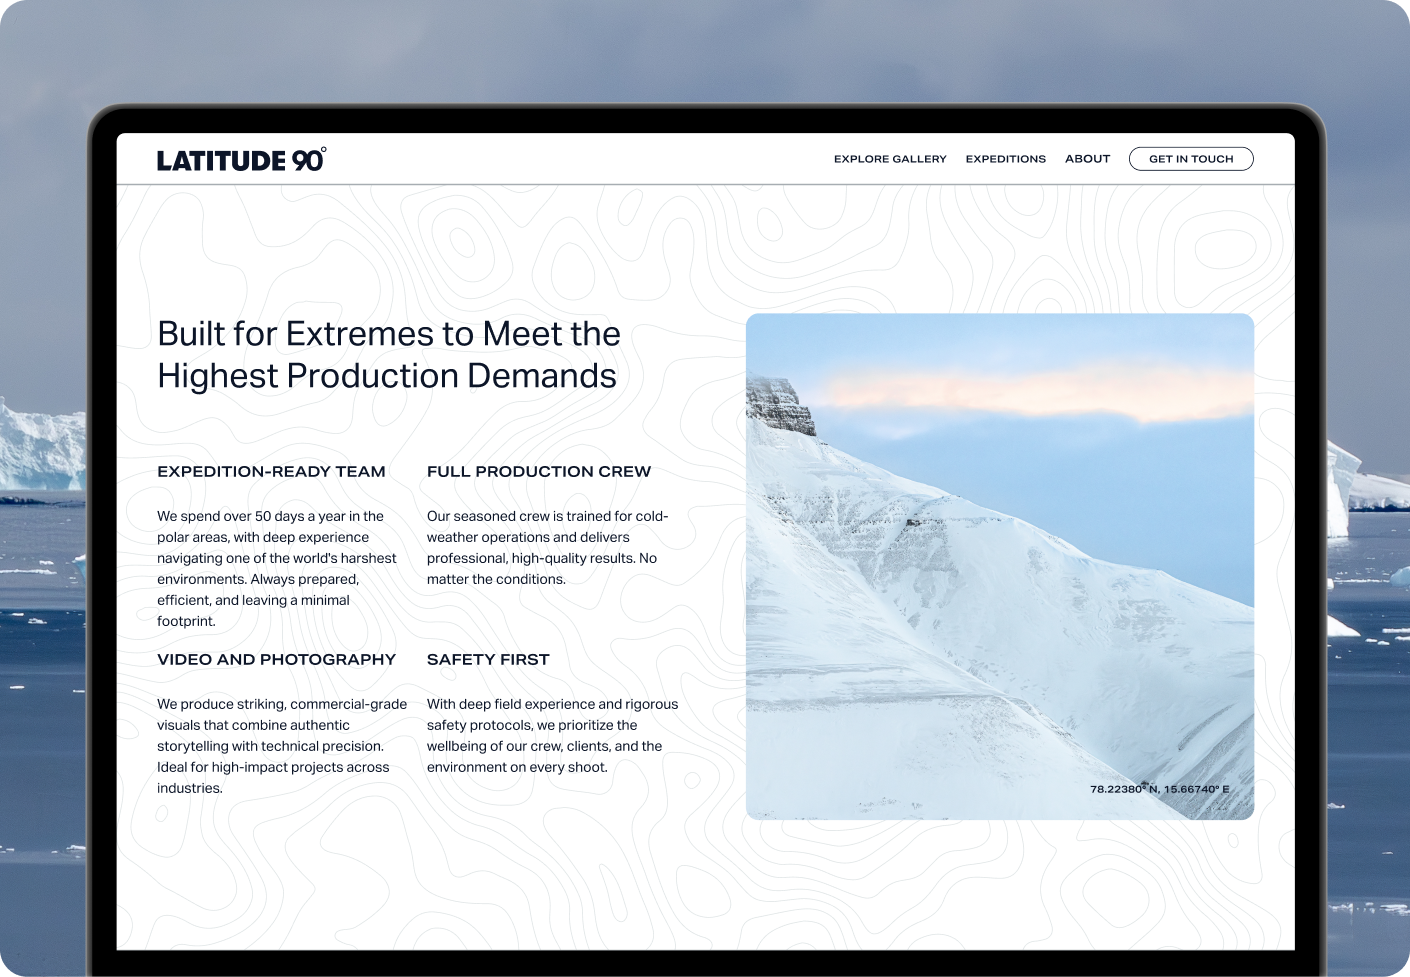 LATITUDE 90°
EXPLORE GALLERY EXPEDITIONS ABOUT GET IN TOUCH
Built for Extremes to Meet the
Highest Production Demands
EXPEDITION-READY TEAM
We spend over 50 days a year in the
polar areas, with deep experience
navigating one of the world's harshest
environments. Always prepared,
efficient, and leaving a minimal
footprint.
FULL PRODUCTION CREW
Our seasoned crew is trained for cold-
weather operations and delivers
professional, high-quality results. No
matter the conditions.
VIDEO AND PHOTOGRAPHY
We produce striking, commercial-grade
visuals that combine authentic
storytelling with technical precision.
Ideal for high-impact projects across
industries.
SAFETY FIRST
With deep field experience and rigorous
safety protocols, we prioritize the
wellbeing of our crew, clients, and the
environment on every shoot.
78.22380° N, 15.66740° E